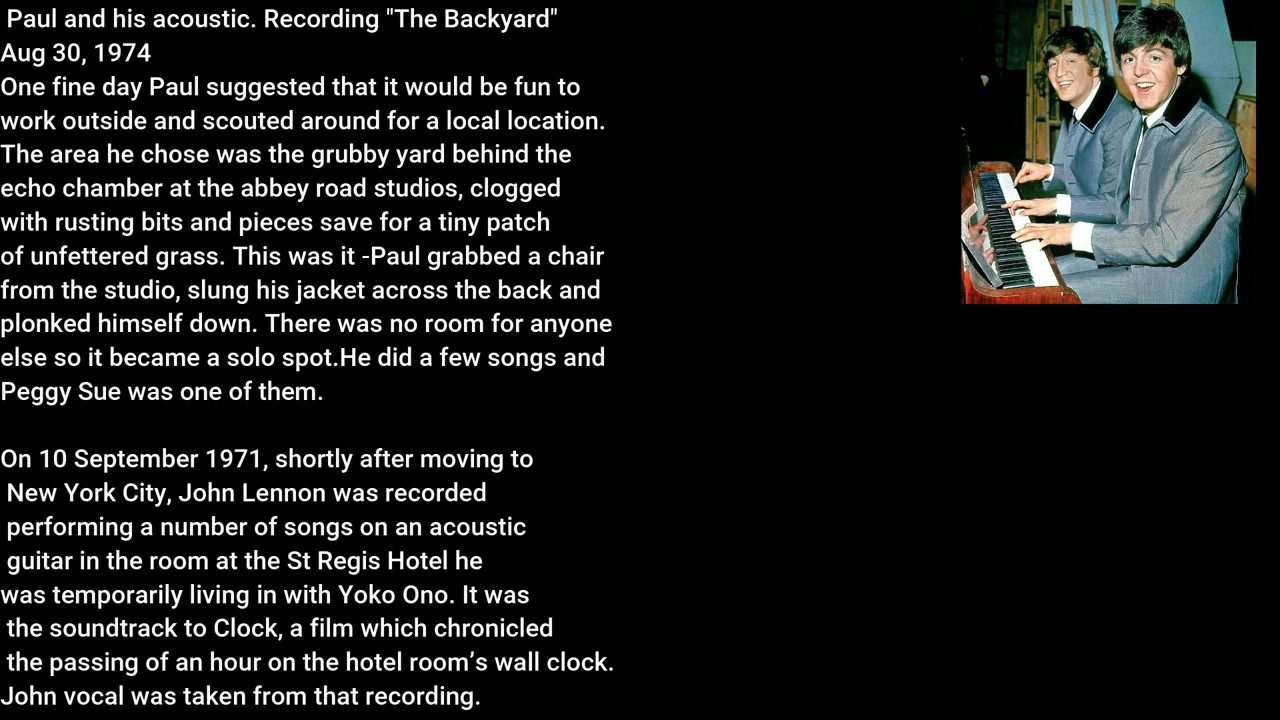 Paul and his acoustic. Recording "The Backyard"
Aug 30, 1974
One fine day Paul suggested that it would be fun to
work outside and scouted around for a local location.
The area he chose was the grubby yard behind the
echo chamber at the abbey road studios, clogged
with rusting bits and pieces save for a tiny patch
of unfettered grass. This was it -Paul grabbed a chair
from the studio, slung his jacket across the back and
plonked himself down. There was no room for anyone
else so it became a solo spot.He did a few songs and
Peggy Sue was one of them.
On 10 September 1971, shortly after moving to
New York City, John Lennon was recorded
performing a number of songs on an acoustic
guitar in the room at the St Regis Hotel he
was temporarily living in with Yoko Ono. It was
the soundtrack to Clock, a film which chronicled
the passing of an hour on the hotel room’s wall clock.
John vocal was taken from that recording.